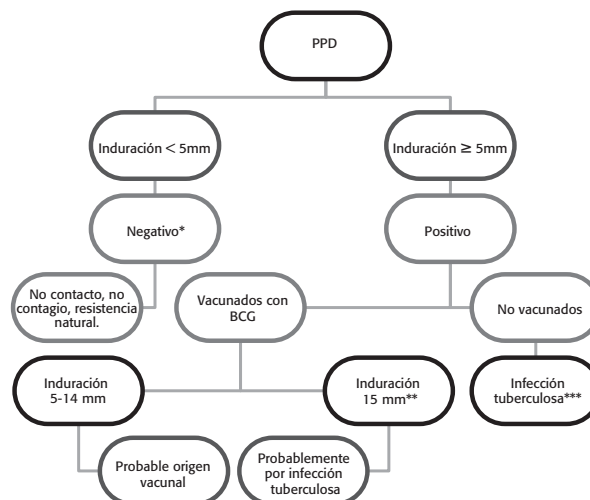 PPD
Induración < 5mm
Induración ≥ 5mm
Negativo*
Positivo
No contacto, no
contagio, resistencia
natural.
Vacunados con
BCG
No vacunados
Induración
5-14 mm
Induración
15 mm**
Infección
tuberculosa***
Probable origen
vacunal
Probablemente
por infección
tuberculosa